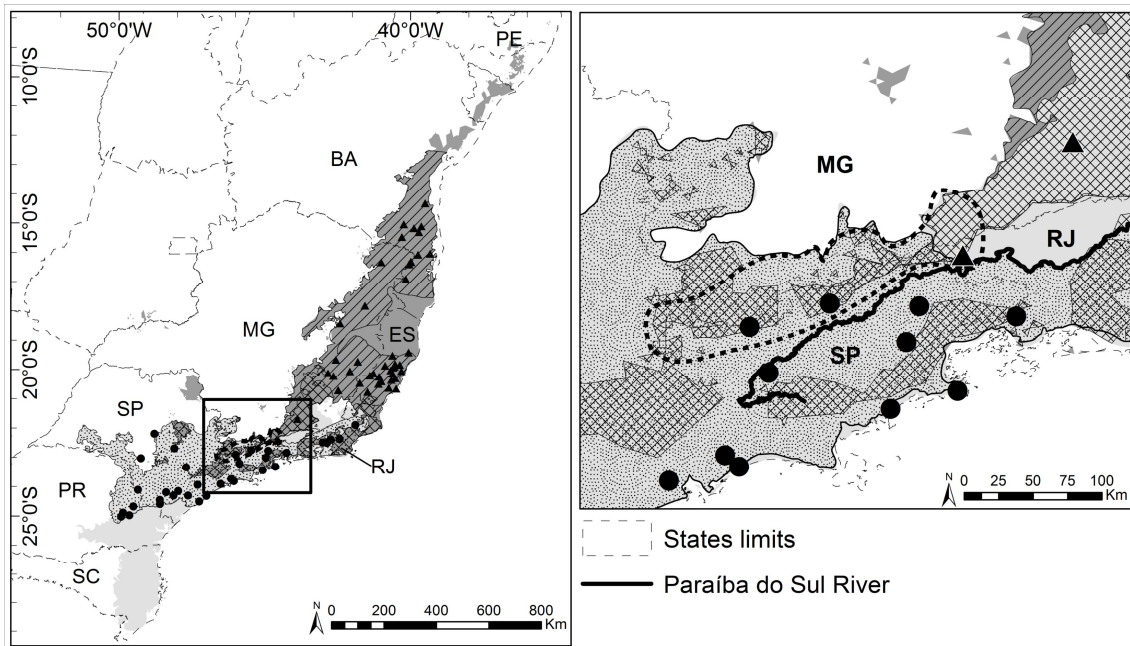 50°0'W 40°0'W
PE
10°0'S
BA
15°0'S
MG
ES
20°0'S
SP
RJ
PR
25°0'S
SC
N
0 100 200 400 600 800
Km
MG
RJ
SP
N
0 25 50 75 100
Km
States limits
Paraíba do Sul River